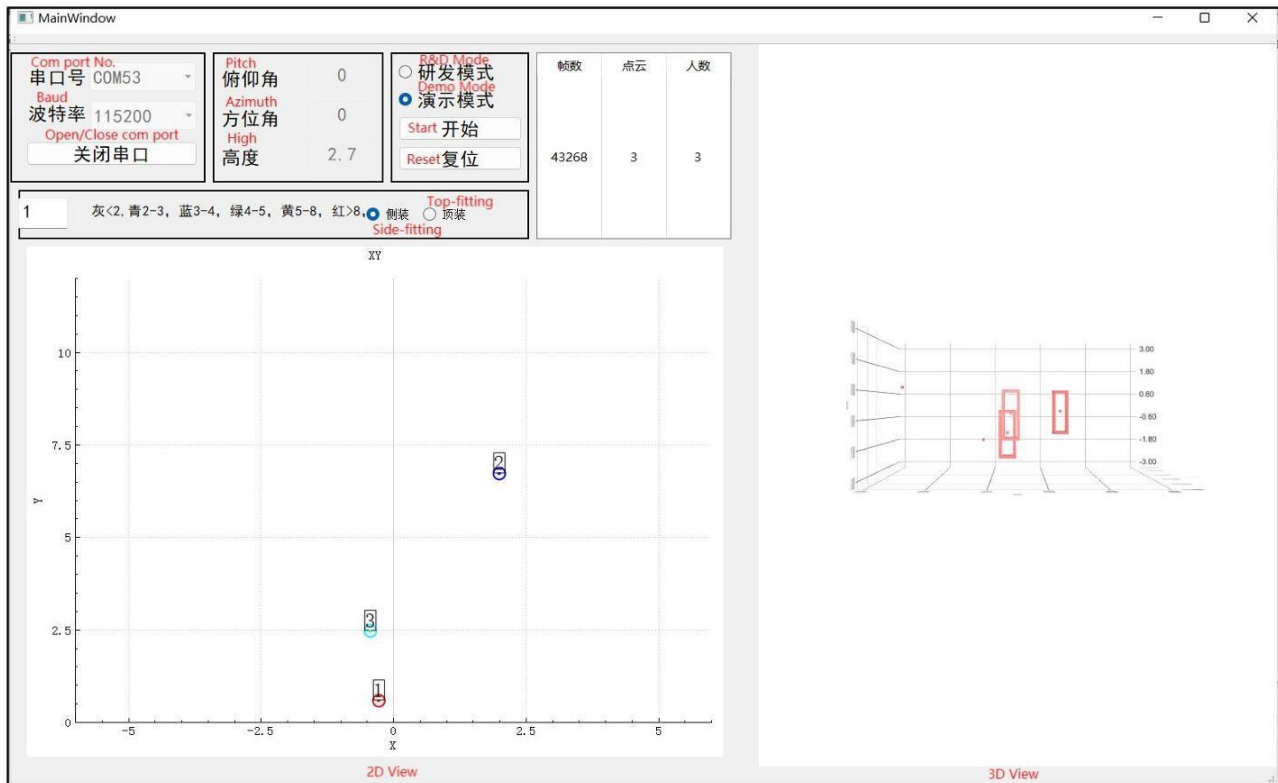 MainWindow
Com port No.
串口号 COM53
Baud
波特率 115200
Open/Close com port
关闭串口
Pitch
俯仰角 0
Azimuth
方位角 0
High
高度 2.7
R&D Mode
研发模式
Demo Mode
演示模式
Start 开始
Reset 复位
帧数 点云 人数
43268 3 3
1 灰<2,青2-3, 蓝3-4, 绿4-5, 黄5-8, 红>8,
Top-fitting
侧装 顶装
Side-fitting
XY
10
7.5
5
2.5
0
Y
2
3
1
-5 -2.5 0 2.5 5
X
2D View
3.00
1.80
0.60
-0.60
-1.80
-3.00
3D View